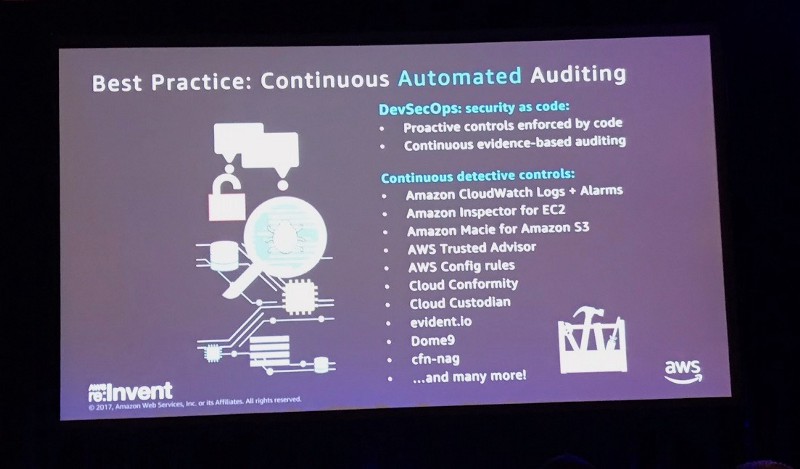 Best Practice: Continuous Automated Auditing
DevSecOps: security as code:
• Proactive controls enforced by code
• Continuous evidence-based auditing
Continuous detective controls:
• Amazon CloudWatch Logs + Alarms
• Amazon Inspector for EC2
• Amazon Macie for Amazon S3
• AWS Trusted Advisor
• AWS Config rules
• Cloud Conformity
• Cloud Custodian
• evident.io
• Dome9
• cfn-nag
• ...and many more!
AWS
re:Invent
© 2017, Amazon Web Services, Inc. or its Affiliates. All rights reserved.
aws